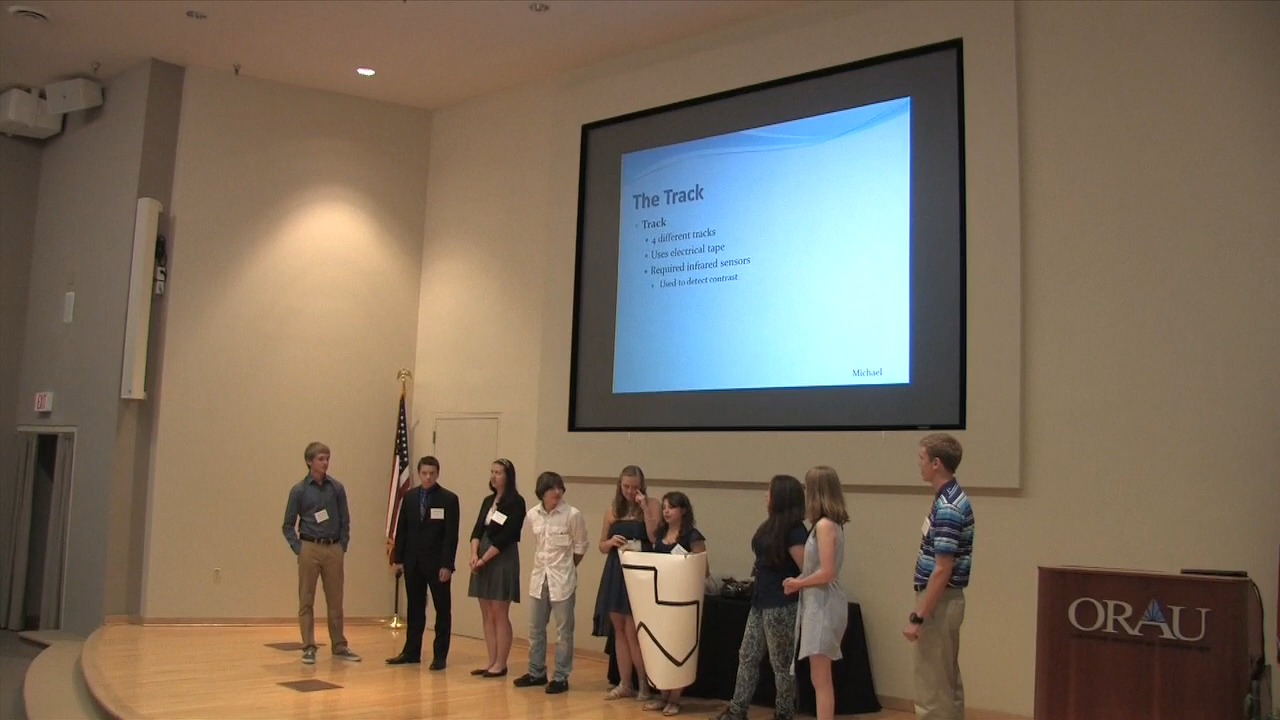 The Track
Track
4 different tracks
Uses electrical tape
Required infrared sensors
Used to detect contrast
Michael
EXIT
ORAU